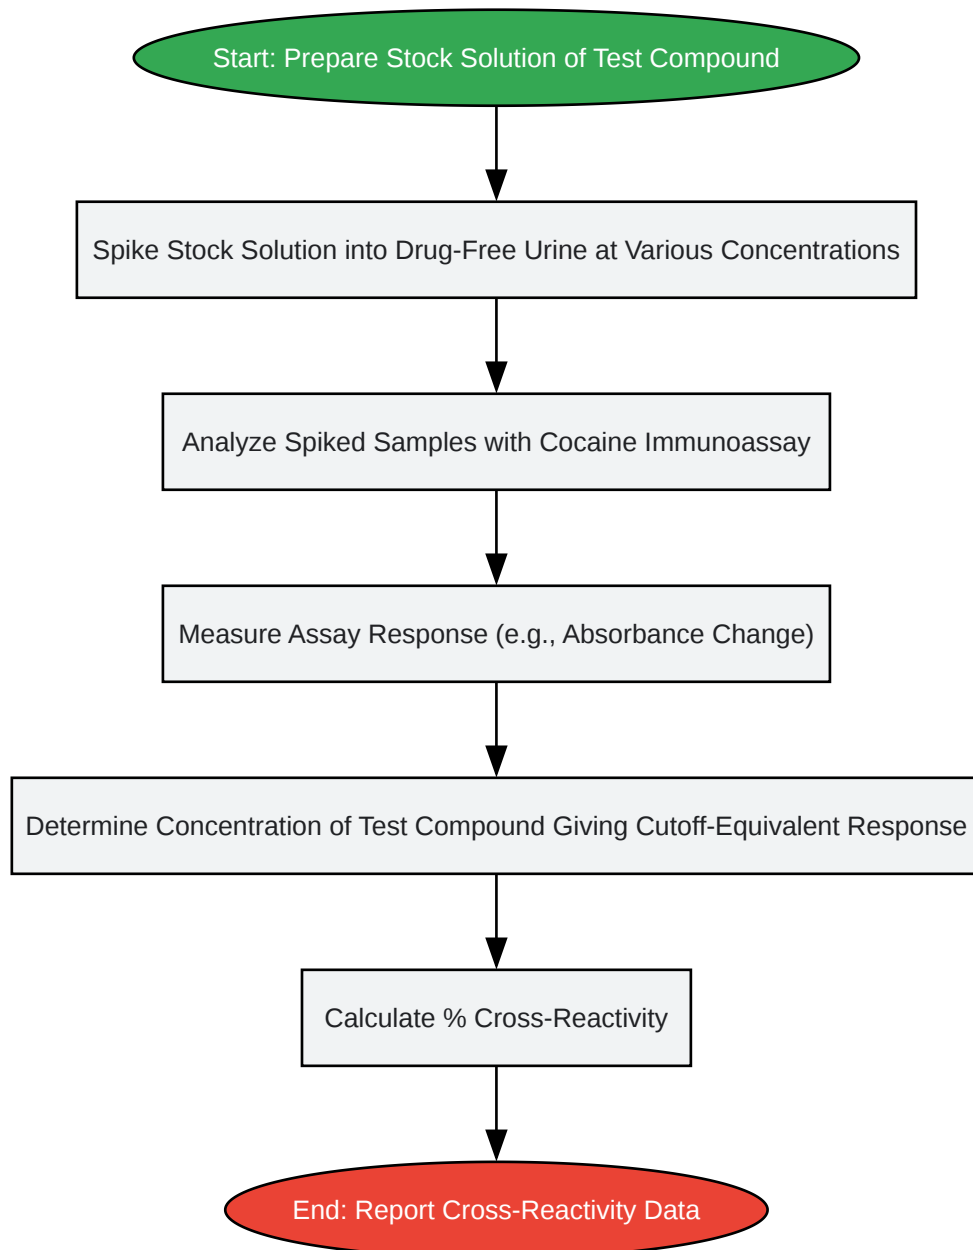 Start: Prepare Stock Solution of Test Compound
Spike Stock Solution into Drug-Free Urine at Various Concentrations
Analyze Spiked Samples with Cocaine Immunoassay
Measure Assay Response (e.g., Absorbance Change)
Determine Concentration of Test Compound Giving Cutoff-Equivalent Response
Calculate % Cross-Reactivity
End: Report Cross-Reactivity Data